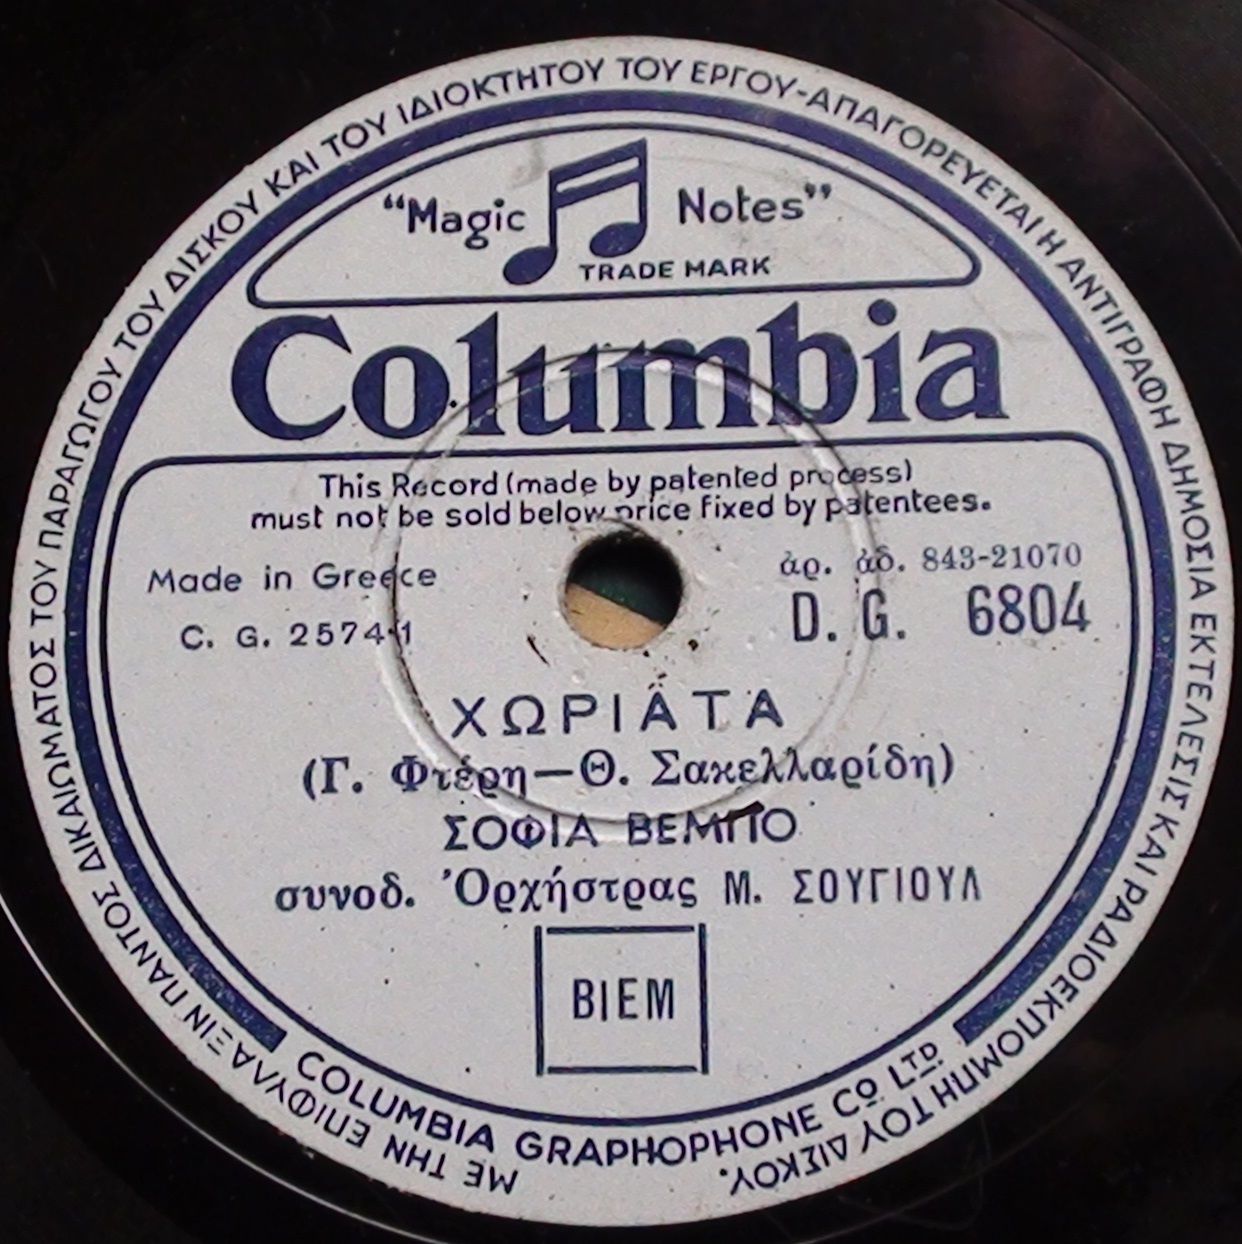 ΜΕ ΤΗΝ ΕΠΙΦΥΛΑΞΙΝ ΠΑΝΤΟΣ ΔΙΚΑΙΩΜΑΤΟΣ ΤΟΥ ΠΑΡΑΓΩΓΟΥ ΤΟΥ ΔΙΣΚΟΥ ΚΑΙ ΤΟΥ ΙΔΙΟΚΤΗΤΟΥ ΤΟΥ ΕΡΓΟΥ-ΑΠΑΓΟΡΕΥΕΤΑΙ Η ΑΝΤΙΓΡΑΦΗ ΔΗΜΟΣΙΑ ΕΚΤΕΛΕΣΙΣ ΚΑΙ ΡΑΔΙΟΕΚΠΟΜΠΗ ΤΟΥ ΔΙΣΚΟΥ.
“Magic Notes”
TRADE MARK
Columbia
This Record (made by patented process)
must not be sold below price fixed by patentees.
Made in Greece
ἀρ. ἀδ. 843-21070
C. G. 2574-1
D. G. 6804
ΧΩΡΙΑΤΑ
(Γ. Φτέρη—Θ. Σακελλαρίδη)
ΣΟΦΙΑ ΒΕΜΠΟ
συνοδ. Ὀρχήστρας Μ. ΣΟΥΓΙΟΥΛ
BIEM
COLUMBIA GRAPHOPHONE CO LTD